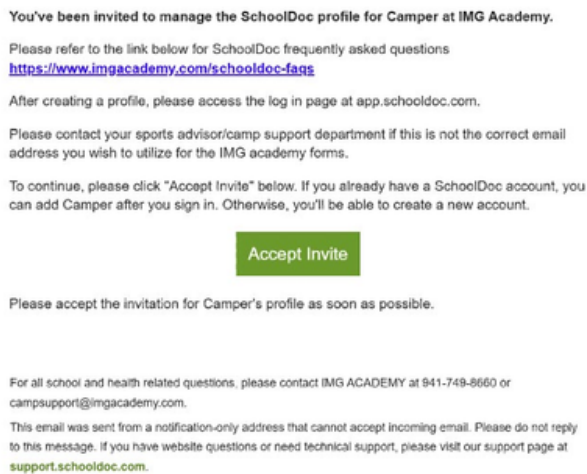 You've been invited to manage the SchoolDoc profile for Camper at IMG Academy.
Please refer to the link below for SchoolDoc frequently asked questions
https://www.imgacademy.com/schooldoc-faqs
After creating a profile, please access the log in page at app.schooldoc.com.
Please contact your sports advisor/camp support department if this is not the correct email
address you wish to utilize for the IMG academy forms.
To continue, please click "Accept Invite" below. If you already have a SchoolDoc account, you
can add Camper after you sign in. Otherwise, you'll be able to create a new account.
Accept Invite
Please accept the invitation for Camper's profile as soon as possible.
For all school and health related questions, please contact IMG ACADEMY at 941-749-8660 or
campsupport@imgacademy.com.
This email was sent from a notification-only address that cannot accept incoming email. Please do not reply
to this message. If you have website questions or need technical support, please visit our support page at
support.schooldoc.com.